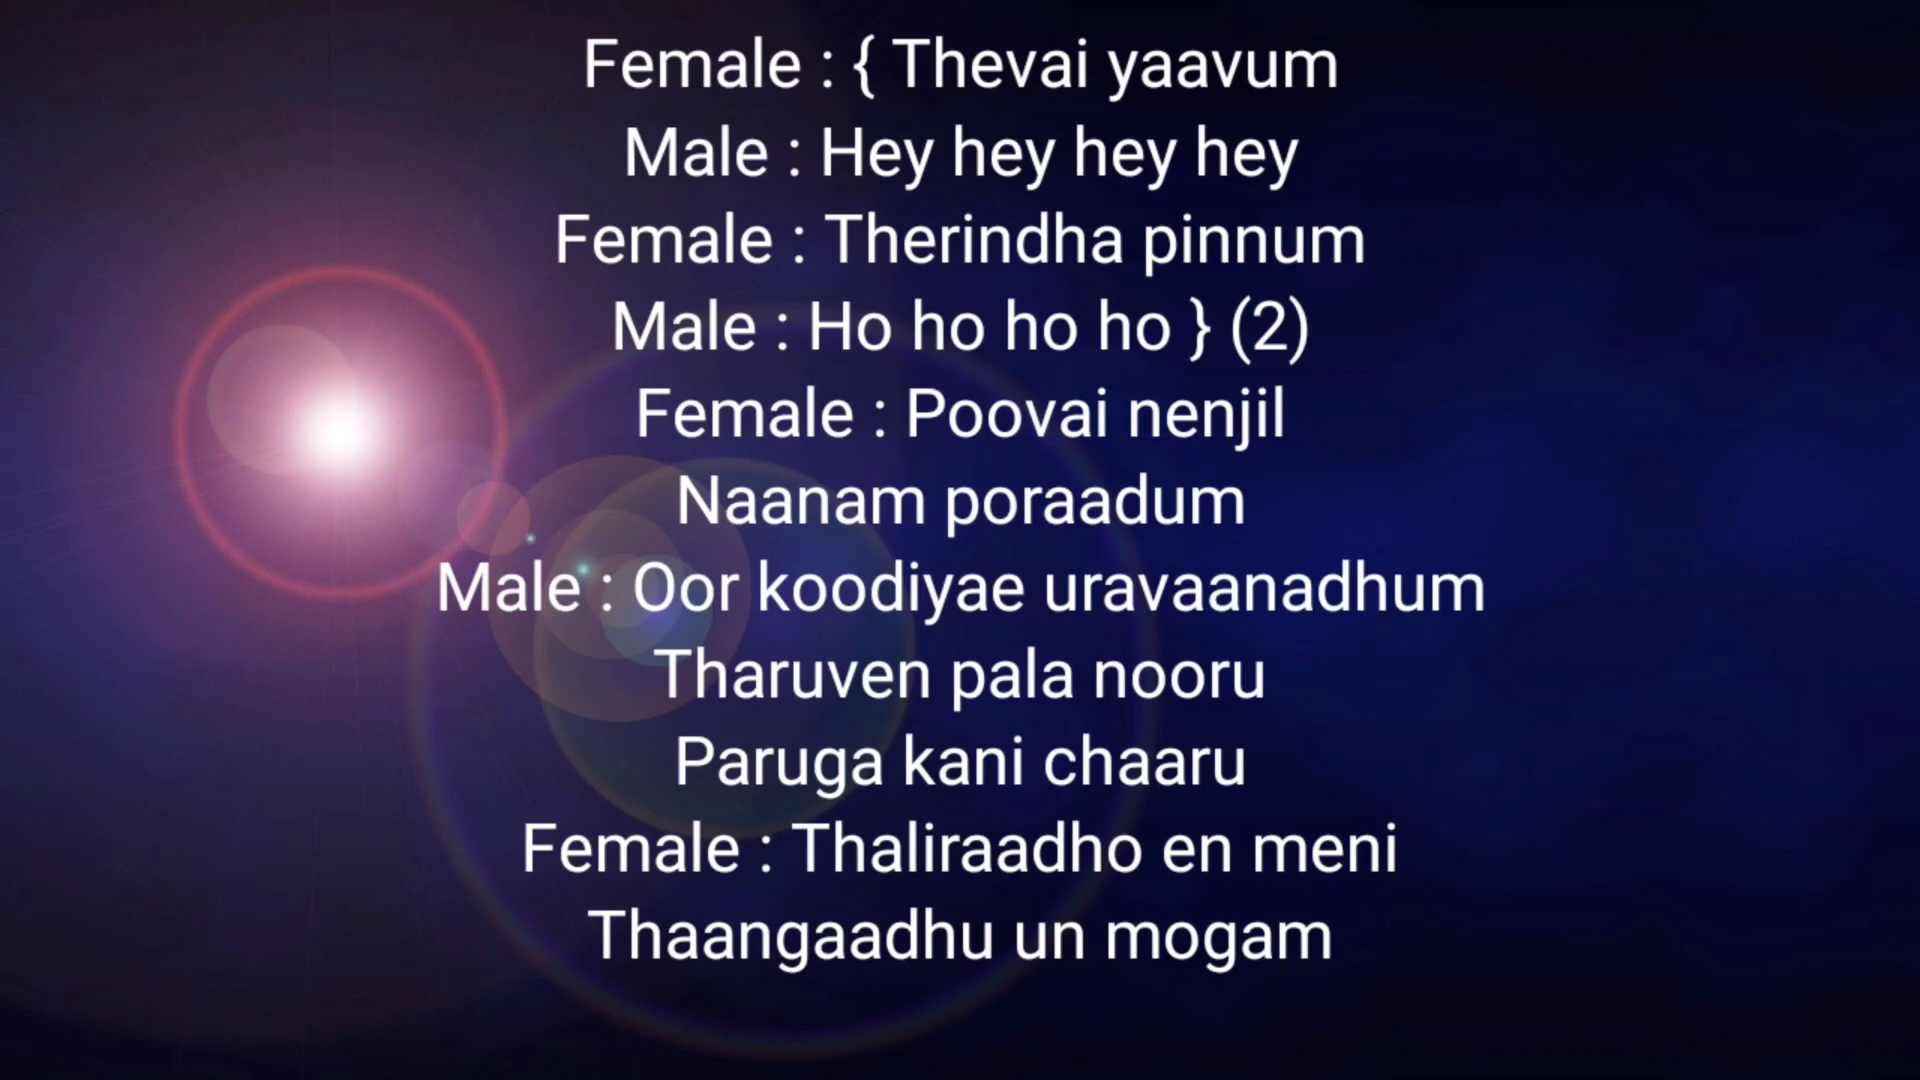 Female : { Thevai yaavum
Male : Hey hey hey hey
Female : Therindha pinnum
Male : Ho ho ho ho } (2)
Female : Poovai nenjil
Naanam poraadum
Male : Oor koodiyae uravaanadhum
Tharuven pala nooru
Paruga kani chaaru
Female : Thaliraadho en meni
Thaangaadhu un mogam